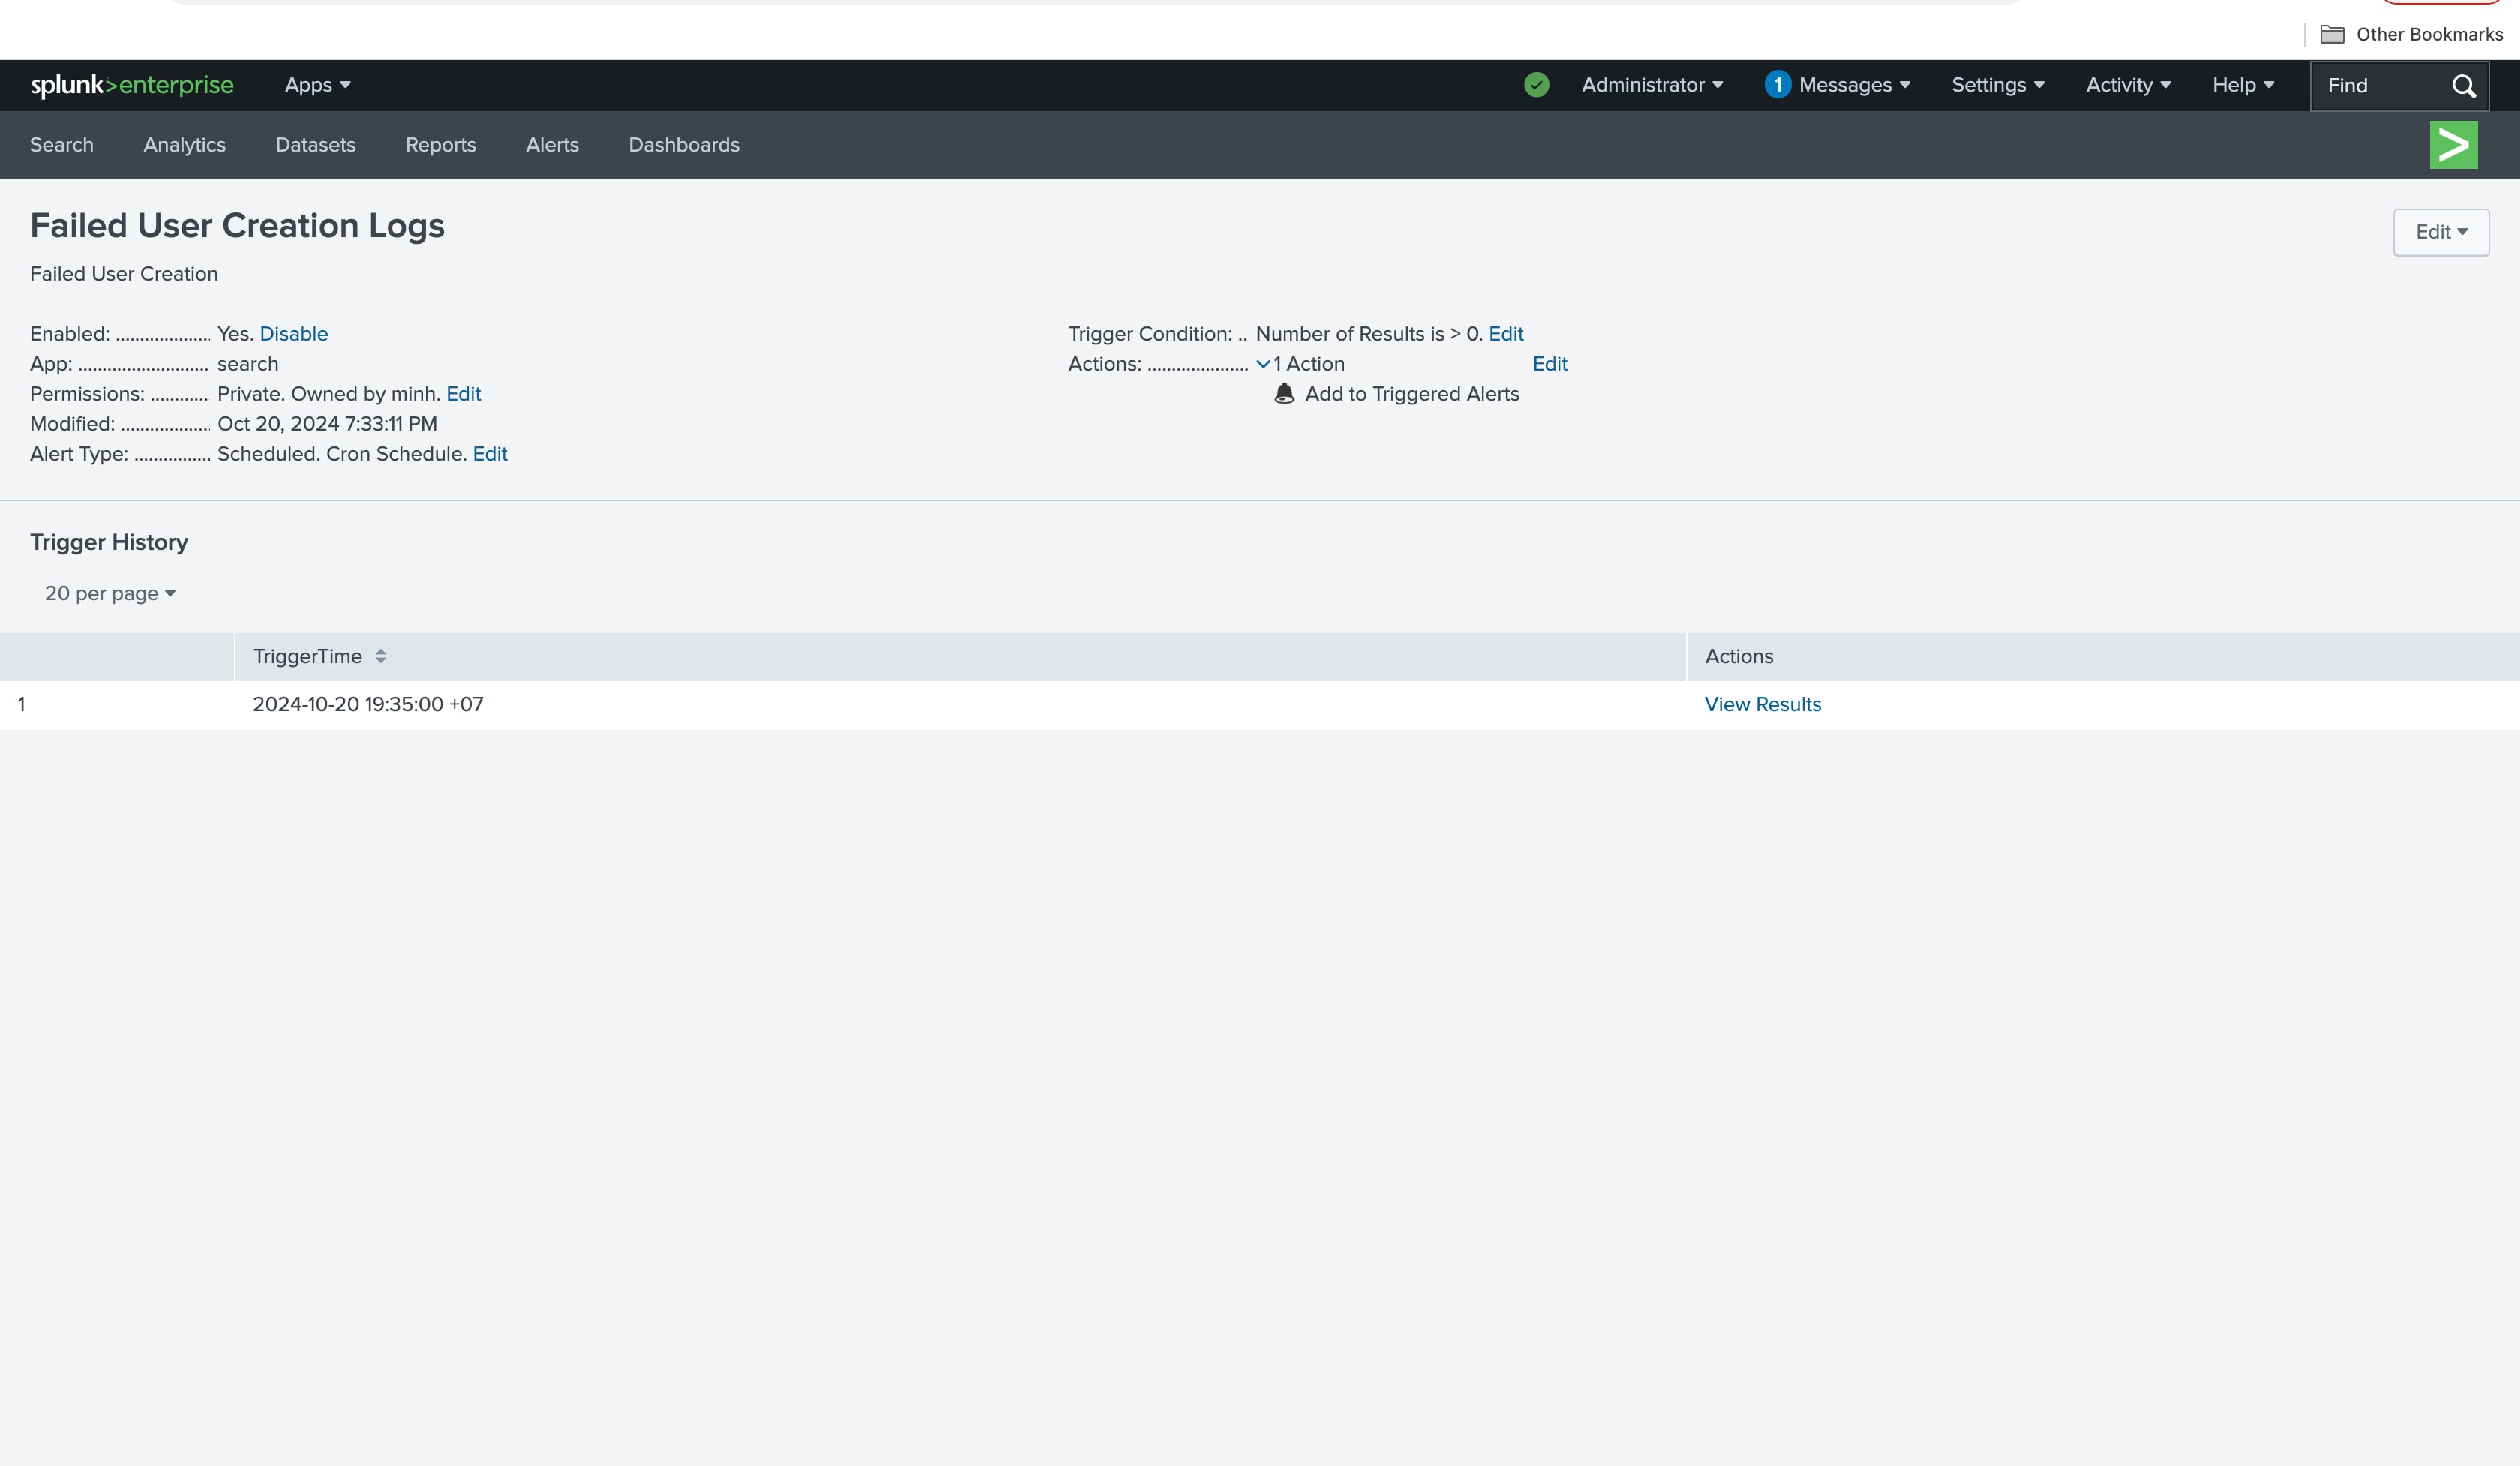 Other Bookmarks
splunk>enterprise Apps Administrator 1 Messages Settings Activity Help Find
Search Analytics Datasets Reports Alerts Dashboards
Failed User Creation Logs
Edit
Failed User Creation
Enabled: ................... Yes. Disable
App: ........................... search
Permissions: ............ Private. Owned by minh. Edit
Modified: ................... Oct 20, 2024 7:33:11 PM
Alert Type: ................ Scheduled. Cron Schedule. Edit
Trigger Condition: .. Number of Results is > 0. Edit
Actions: ..................... 1 Action Edit
Add to Triggered Alerts
Trigger History
20 per page
TriggerTime Actions
1 2024-10-20 19:35:00 +07 View Results